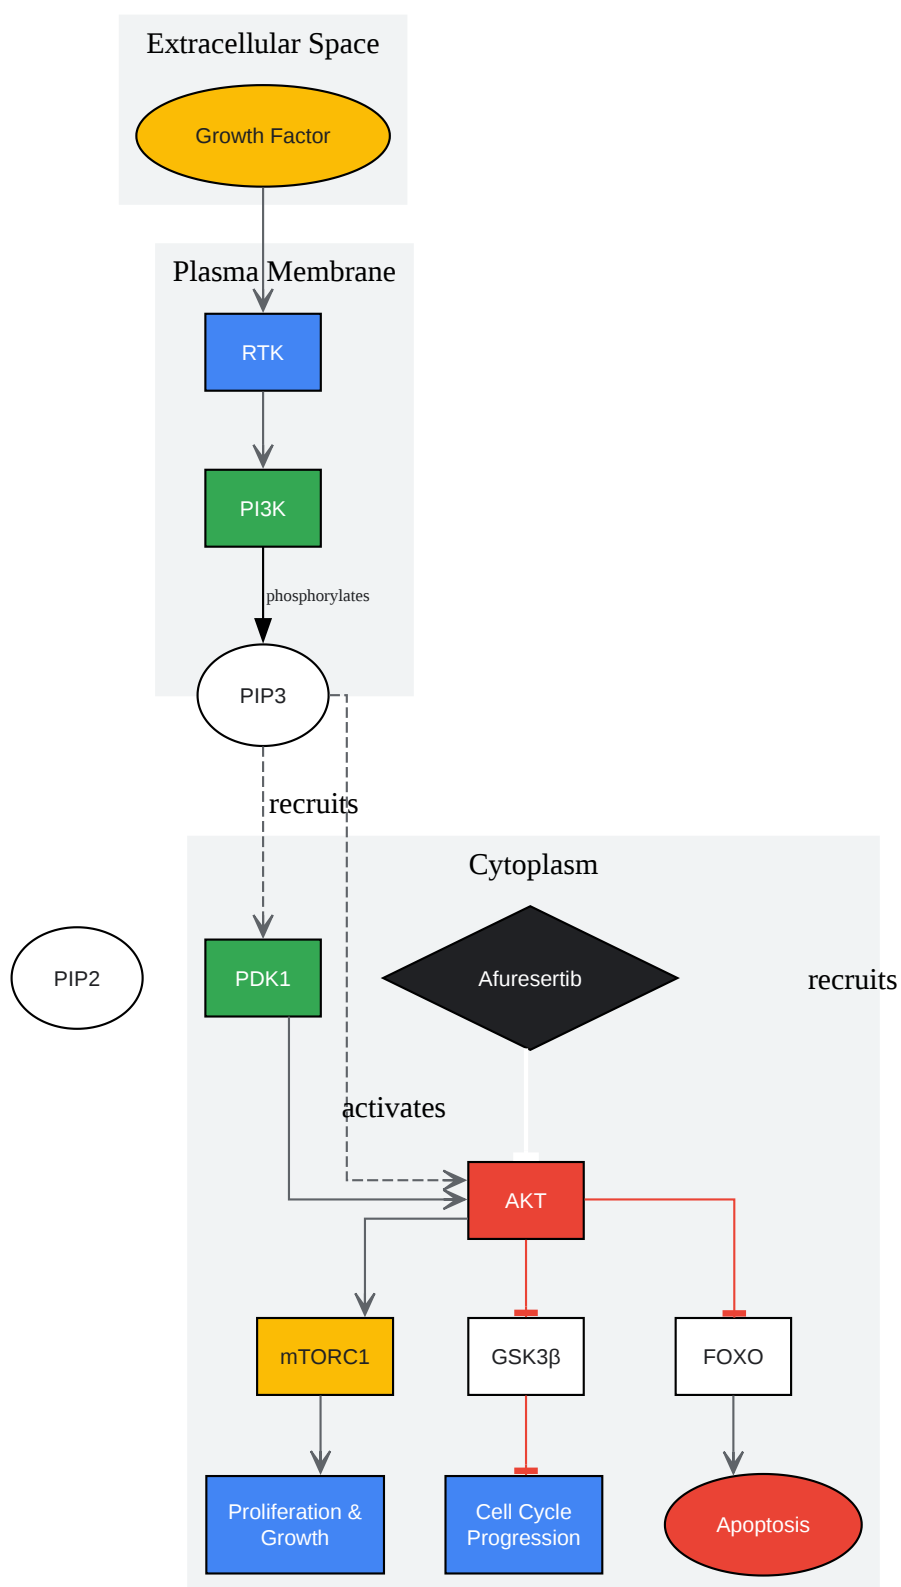 Extracellular Space
Growth Factor
Plasma Membrane
RTK
PI3K
phosphorylates
PIP3
recruits
Cytoplasm
PIP2
PDK1
Afuresertib
recruits
activates
AKT
mTORC1
GSK3β
FOXO
Proliferation &
Growth
Cell Cycle
Progression
Apoptosis